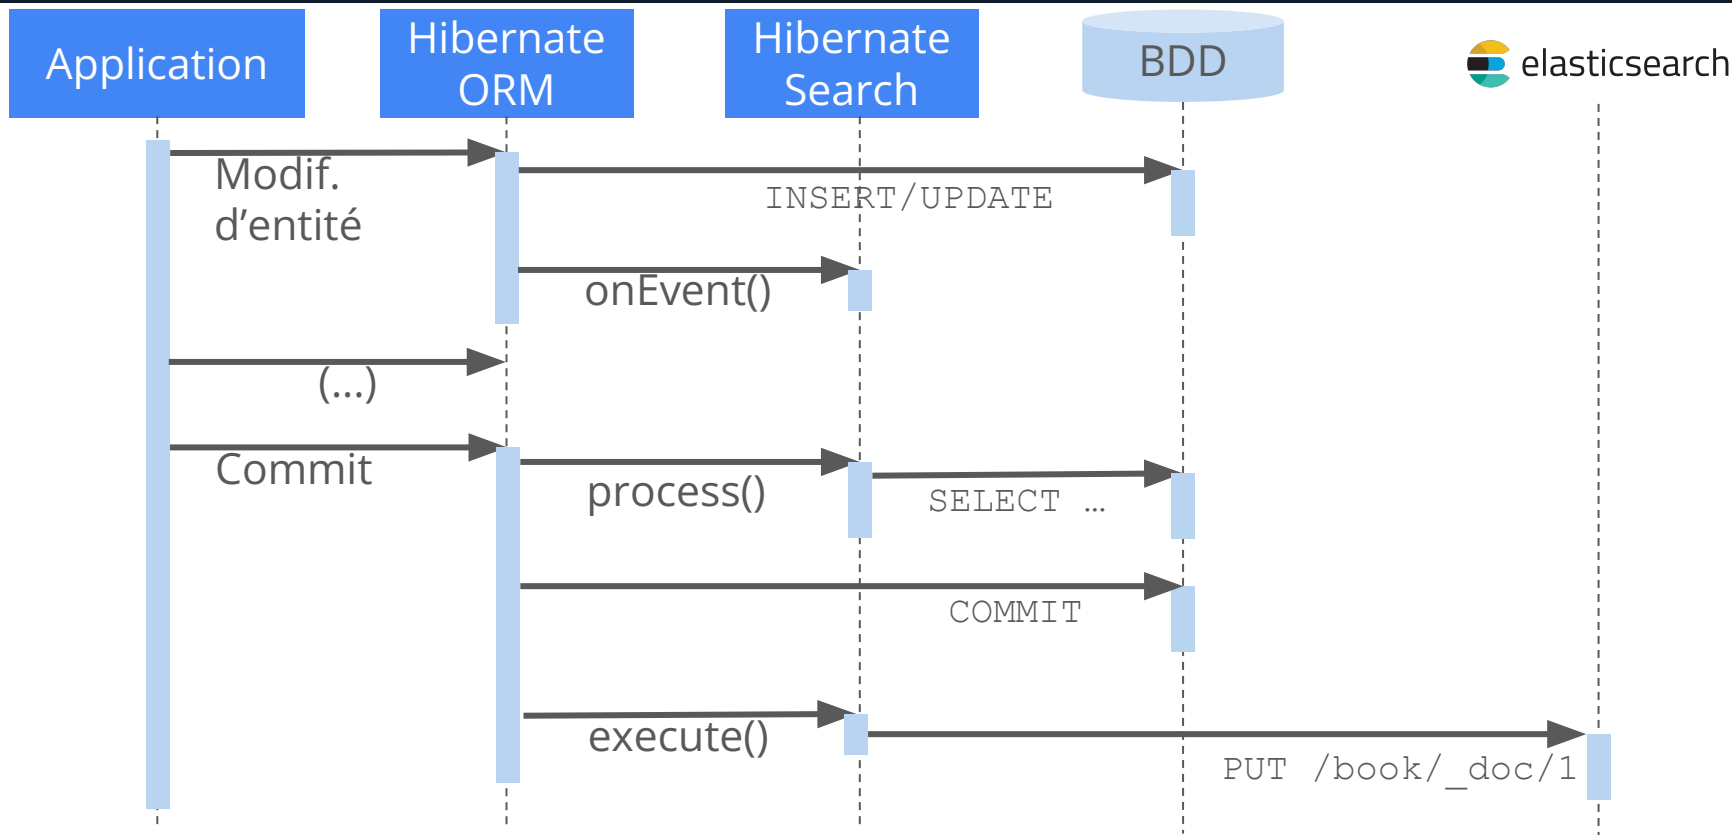 Application
Hibernate
ORM
Hibernate
Search
BDD
elasticsearch
Modif.
d’entité
INSERT/UPDATE
onEvent()
(...)
Commit
process()
SELECT …
COMMIT
execute()
PUT /book/_doc/1